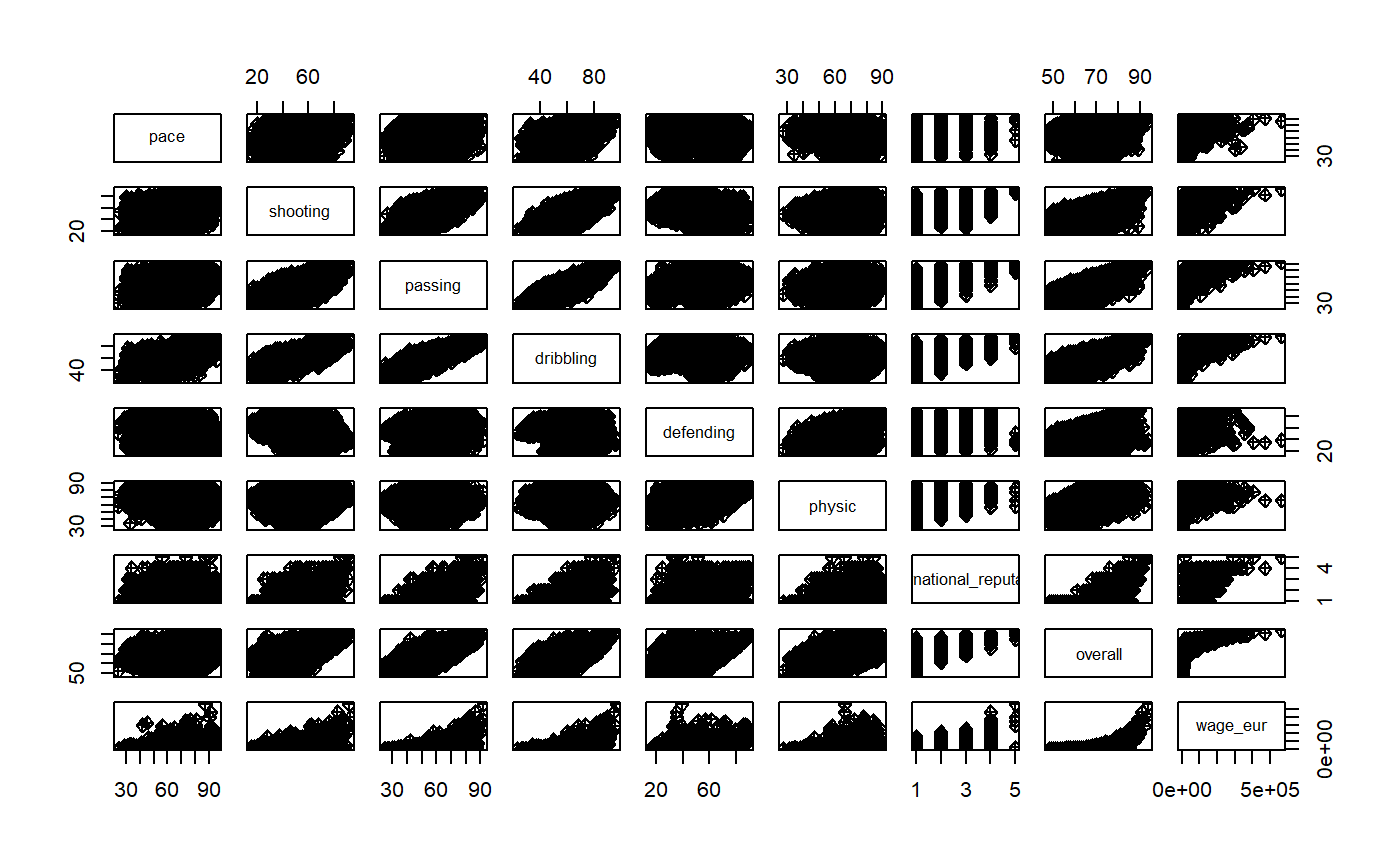 20 60 40 80 30 60 90 50 70 90
pace
30
20
shooting
passing
30
40
dribbling
defending
20
30 90
physic
national_reputa
1 4
50
overall
wage_eur
0e+00
30 60 90 30 60 90 20 60 1 3 5 0e+00 5e+05